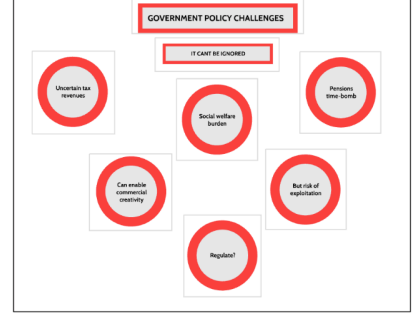 GOVERNMENT POLICY CHALLENGES
IT CANT BE IGNORED
Uncertain tax
revenues
Social welfare
burden
Pensions
time-bomb
Can enable
commercial
creativity
But risk of
exploitation
Regulate?